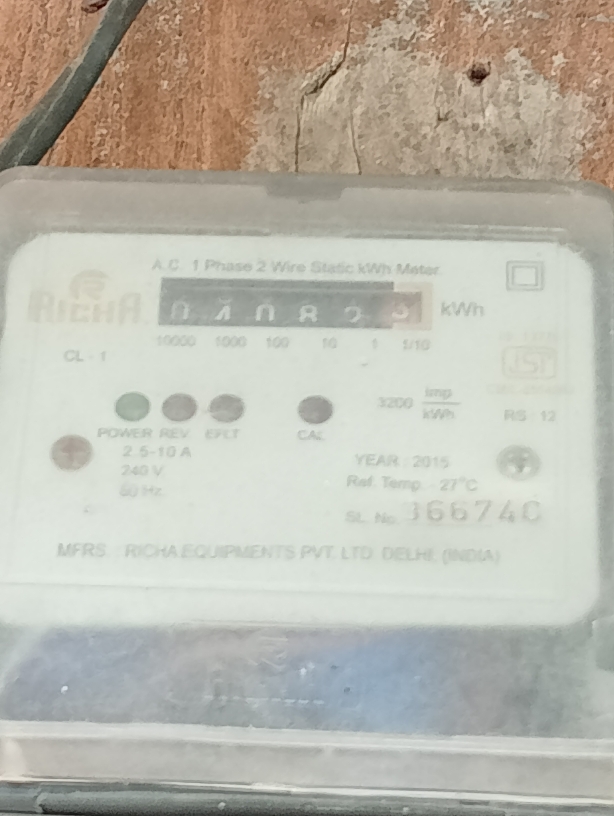 A.C. 1 Phase 2 Wire Static kWh Meter
RICHA
kWh
10000 1000 100 10 1 1/10
CL - 1
3200 imp/kWh
RS 12
POWER REV EFLT CAL
2.5-10 A
240 V
50 Hz
YEAR : 2015
Ref. Temp. - 27°C
SL. No.
MFRS. : RICHA EQUIPMENTS PVT. LTD. DELHI, (INDIA)